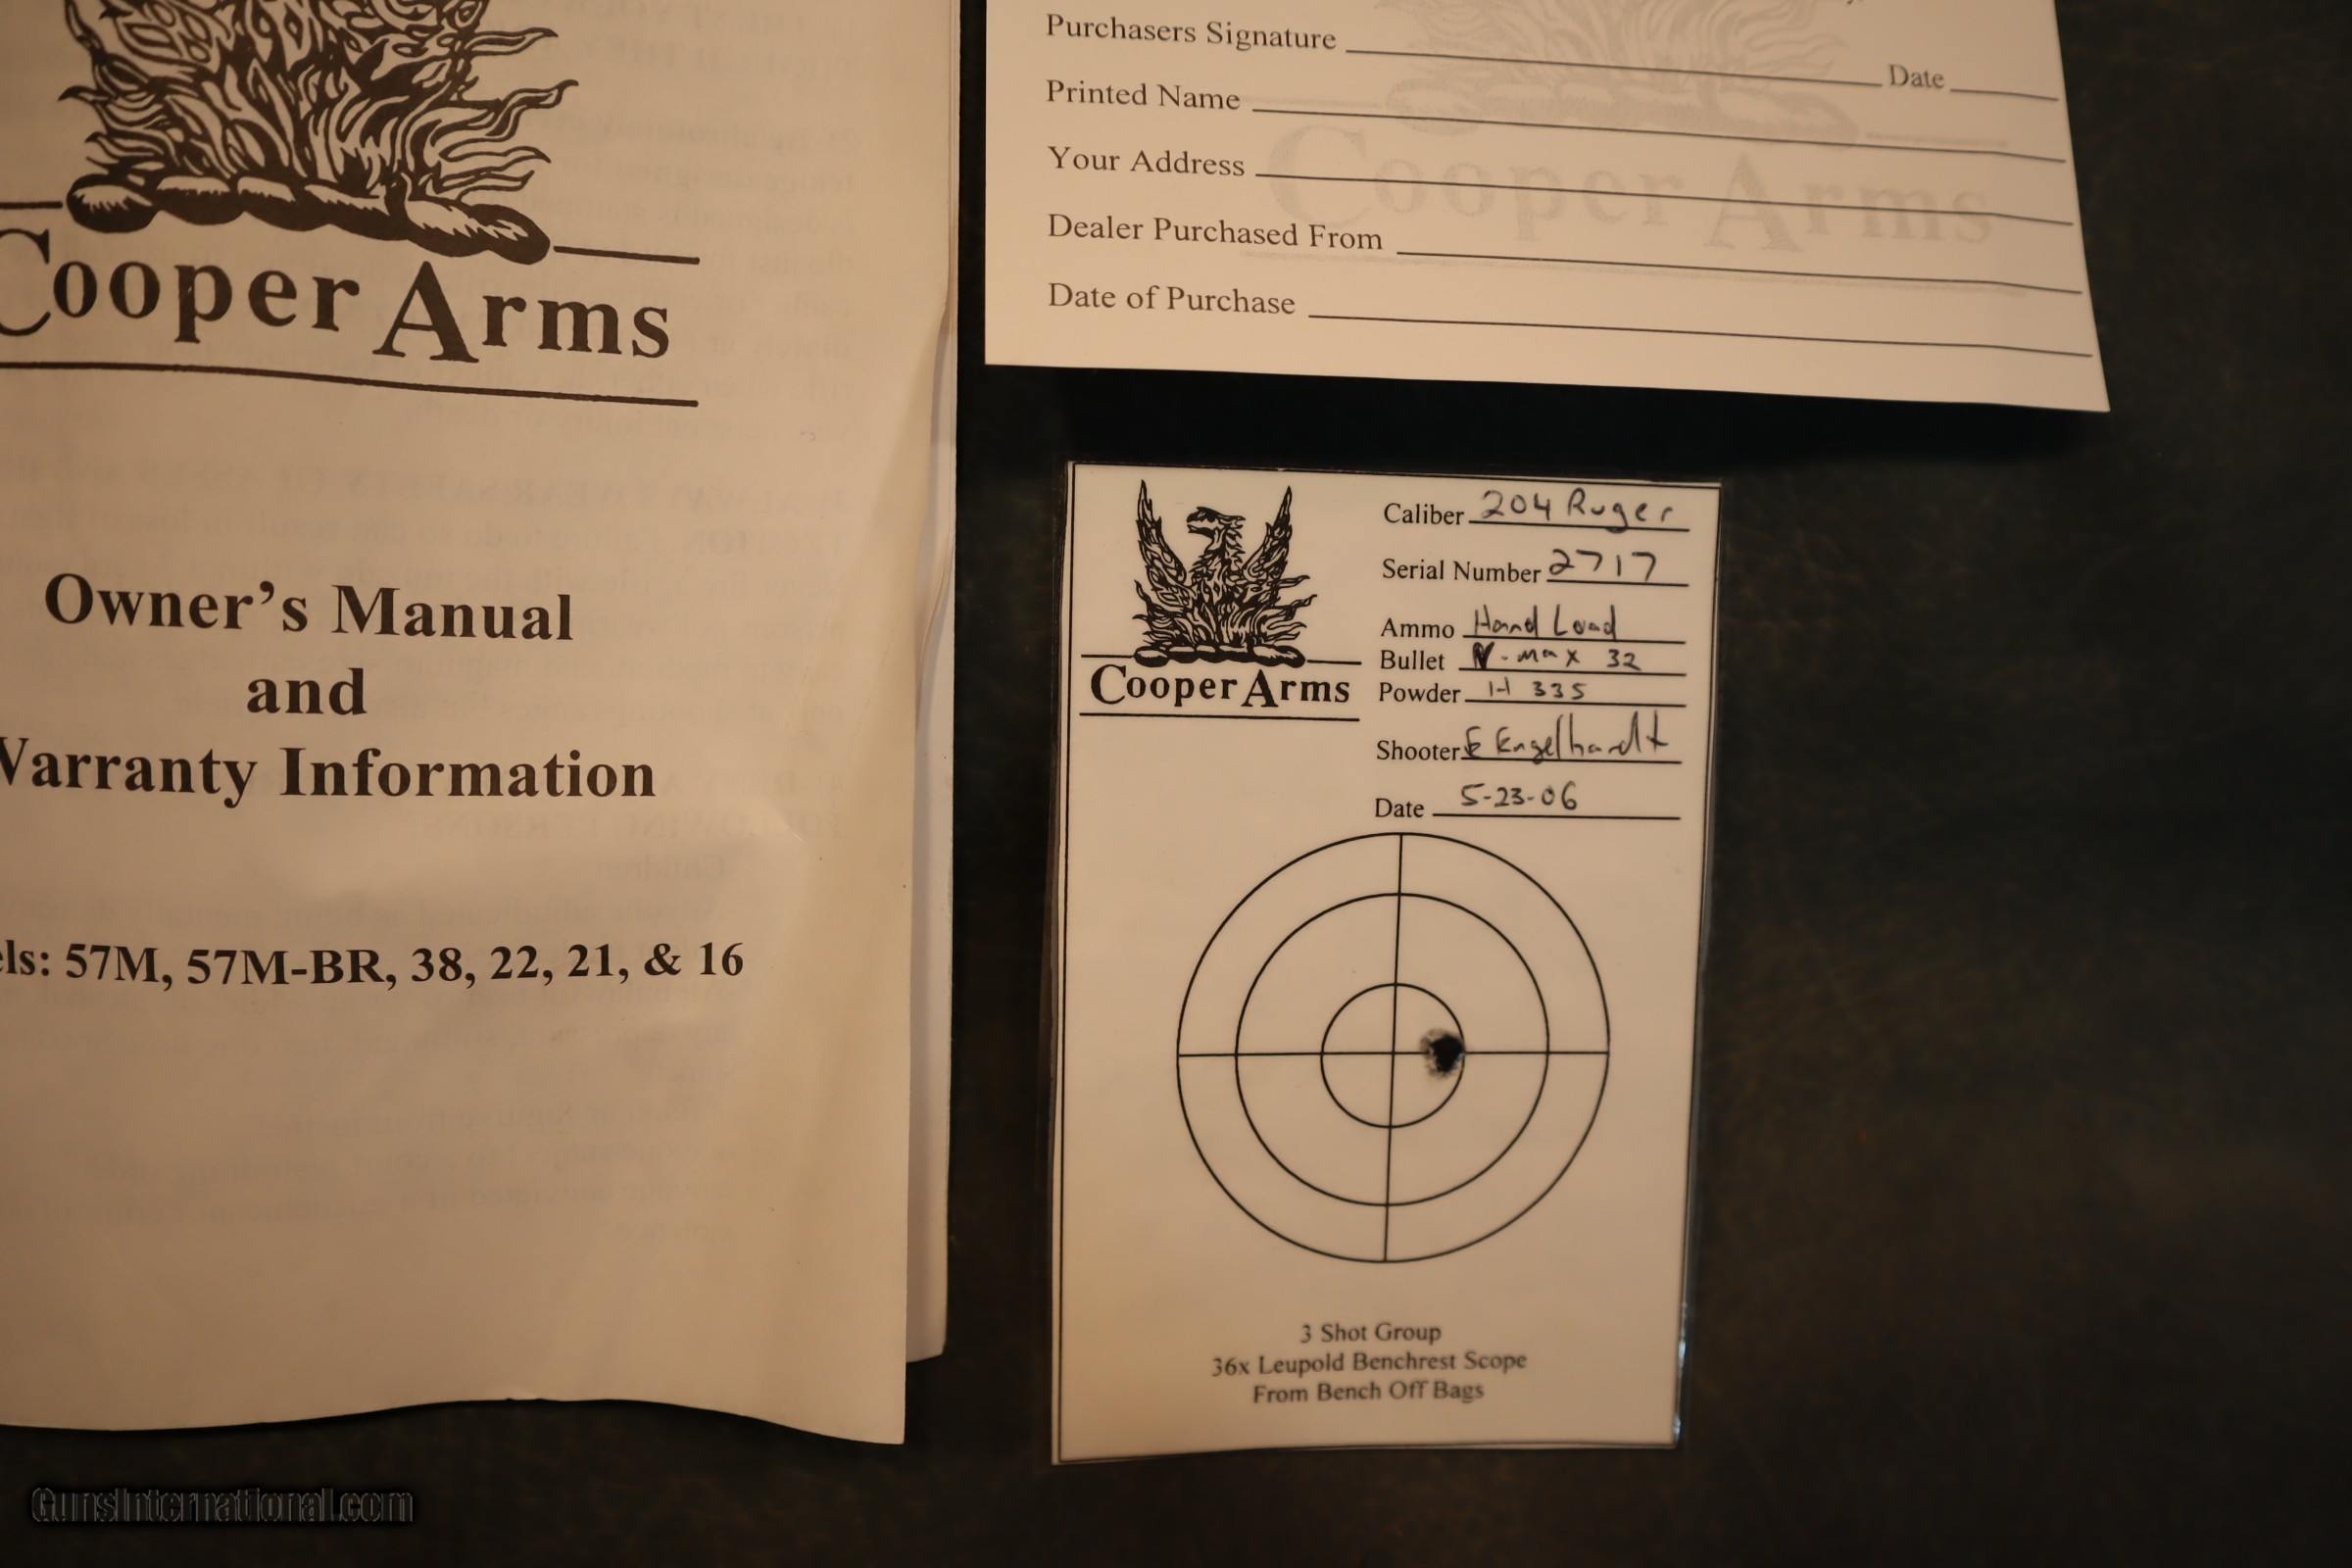 Cooper Arms
Owner's Manual
and
Warranty Information
els: 57M, 57M-BR, 38, 22, 21, & 16
Purchasers Signature
Date
Printed Name
Your Address
Dealer Purchased From
Date of Purchase
Cooper Arms
Cooper Arms
Caliber 204 Ruger
Serial Number 2717
Ammo Hand Load
Bullet V-max 32
Powder H 335
Shooter E Engelhardt
Date 5-23-06
3 Shot Group
36x Leupold Benchrest Scope
From Bench Off Bags
GunsInternational.com